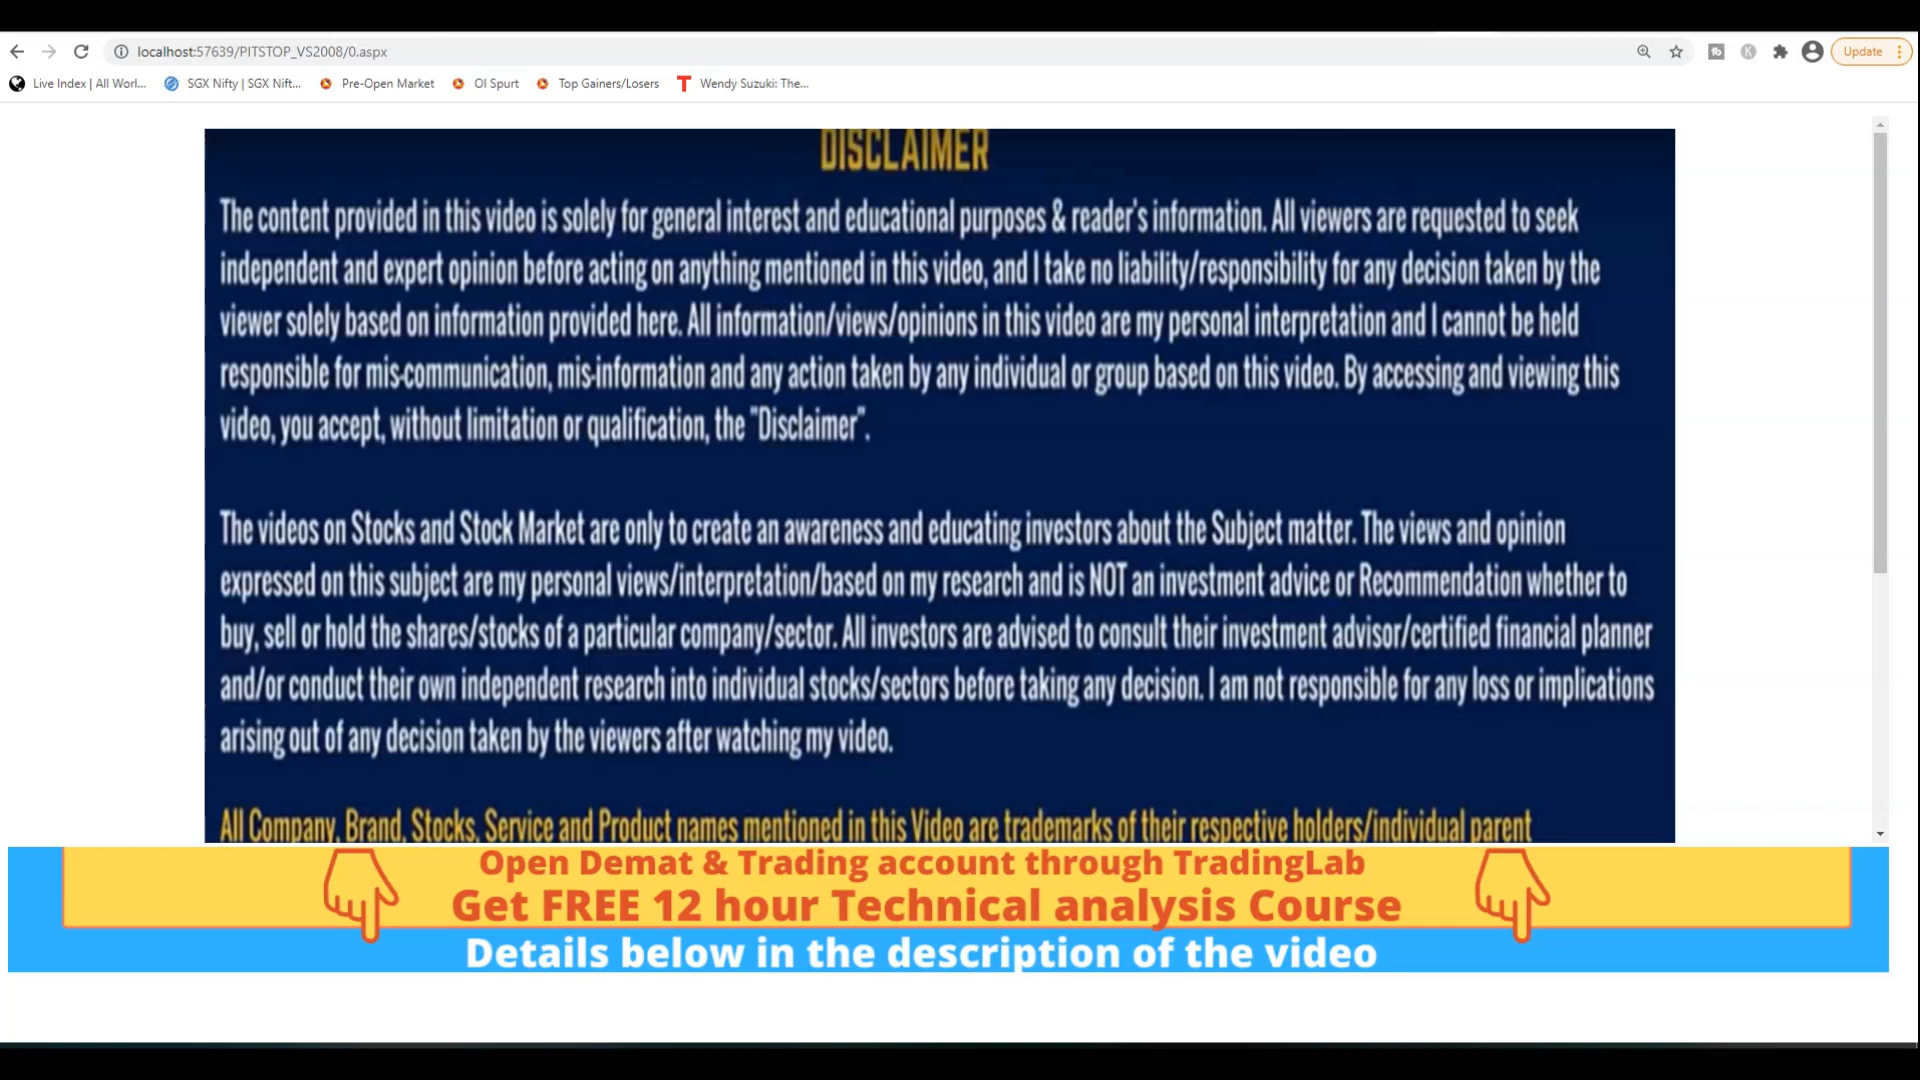 localhost:57639/PITSTOP_VS2008/0.aspx
Update
Live Index | All Worl... SGX Nifty | SGX Nift... Pre-Open Market OI Spurt Top Gainers/Losers Wendy Suzuki: The...
DISCLAIMER
The content provided in this video is solely for general interest and educational purposes & reader's information. All viewers are requested to seek
independent and expert opinion before acting on anything mentioned in this video, and I take no liability/responsibility for any decision taken by the
viewer solely based on information provided here. All information/views/opinions in this video are my personal interpretation and I cannot be held
responsible for mis-communication, mis-information and any action taken by any individual or group based on this video. By accessing and viewing this
video, you accept, without limitation or qualification, the "Disclaimer".
The videos on Stocks and Stock Market are only to create an awareness and educating investors about the Subject matter. The views and opinion
expressed on this subject are my personal views/interpretation/based on my research and is NOT an investment advice or Recommendation whether to
buy, sell or hold the shares/stocks of a particular company/sector. All investors are advised to consult their investment advisor/certified financial planner
and/or conduct their own independent research into individual stocks/sectors before taking any decision. I am not responsible for any loss or implications
arising out of any decision taken by the viewers after watching my video.
All Company, Brand, Stocks, Service and Product names mentioned in this Video are trademarks of their respective holders/individual parent
Open Demat & Trading account through TradingLab
Get FREE 12 hour Technical analysis Course
Details below in the description of the video